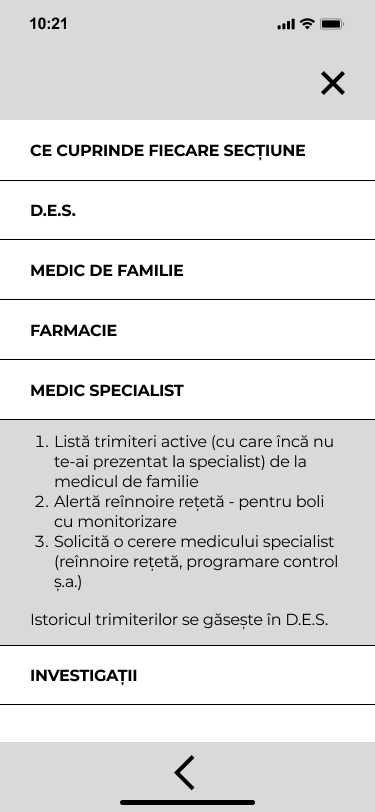 10:21
CE CUPRINDE FIECARE SECȚIUNE
D.E.S.
MEDIC DE FAMILIE
FARMACIE
MEDIC SPECIALIST
1. Listă trimiteri active (cu care încă nu
te-ai prezentat la specialist) de la
medicul de familie
2. Alertă reînnoire rețetă - pentru boli
cu monitorizare
3. Solicită o cerere medicului specialist
(reînnoire rețetă, programare control
ș.a.)
Istoricul trimiterilor se găsește în D.E.S.
INVESTIGAȚII